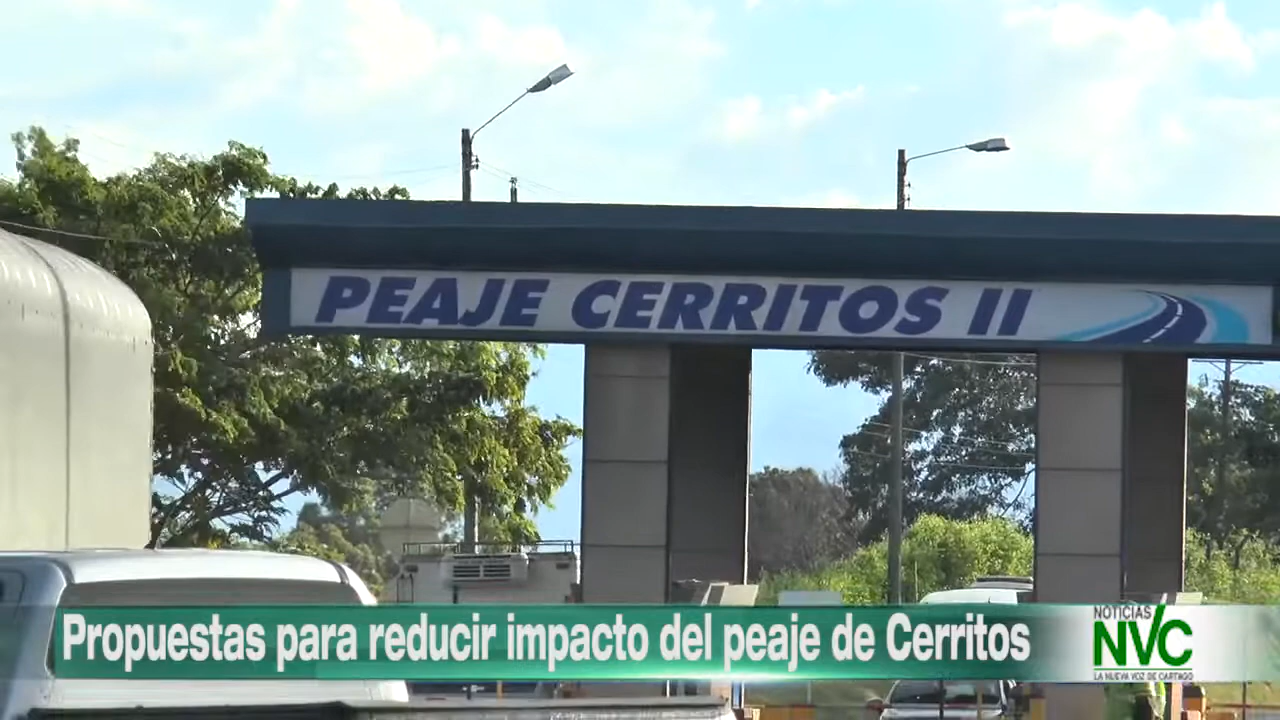 PEAJE CERRITOS II
Propuestas para reducir impacto del peaje de Cerritos
NOTICIAS
NVC
LA NUEVA VOZ DE CARTAGO